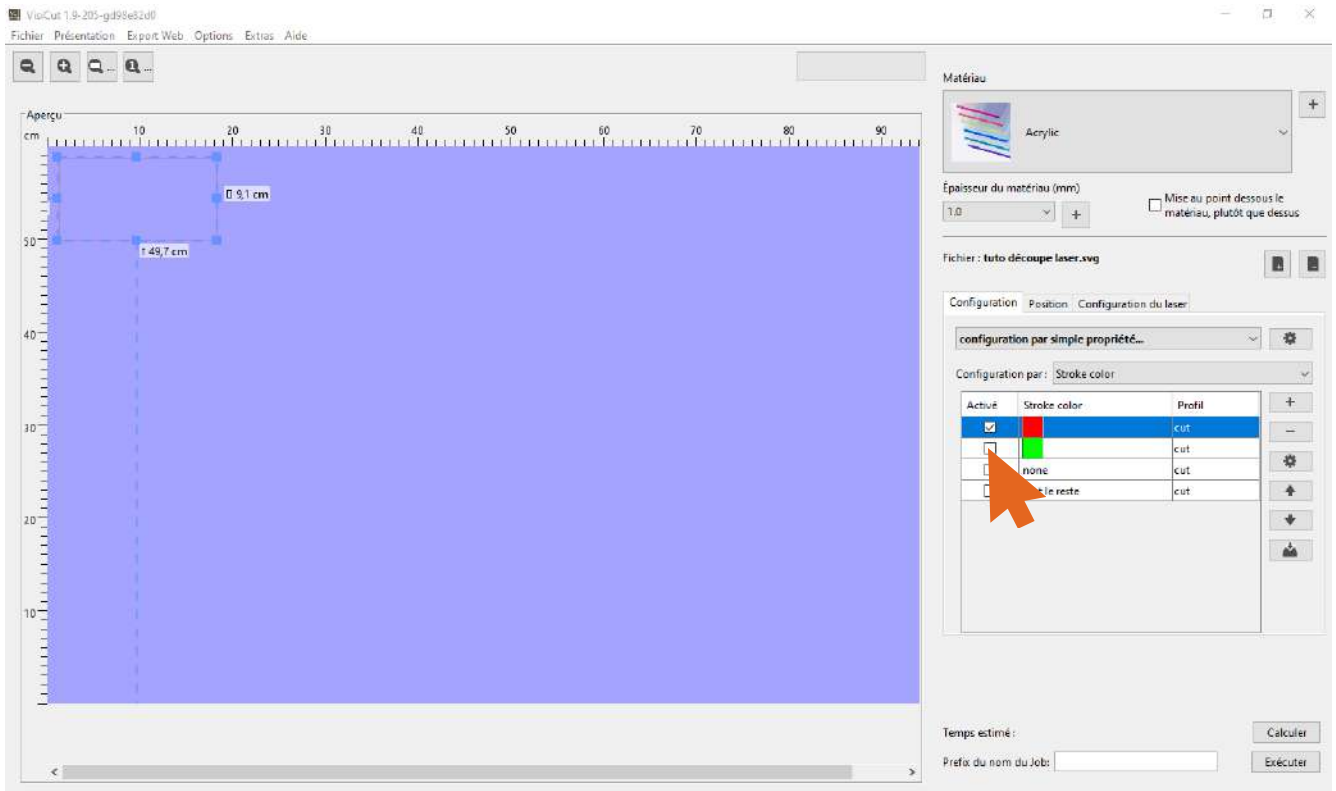 VisiCut 1.9-205-gd98e82d0
Fichier Présentation Export Web Options Extras Aide
Matériau
Acrylic
Épaisseur du matériau (mm)
1.0
Mise au point dessous le
matériau, plutôt que dessus
Fichier : tuto découpe laser.svg
Configuration Position Configuration du laser
configuration par simple propriété...
Configuration par : Stroke color
Activé Stroke color Profil
cut
cut
none cut
le reste cut
Temps estimé :
Calculer
Prefix du nom du Job:
Exécuter
Aperçu
cm 10 20 30 40 50 60 70 80 90
9,1 cm
50
49,7 cm
40
30
20
10